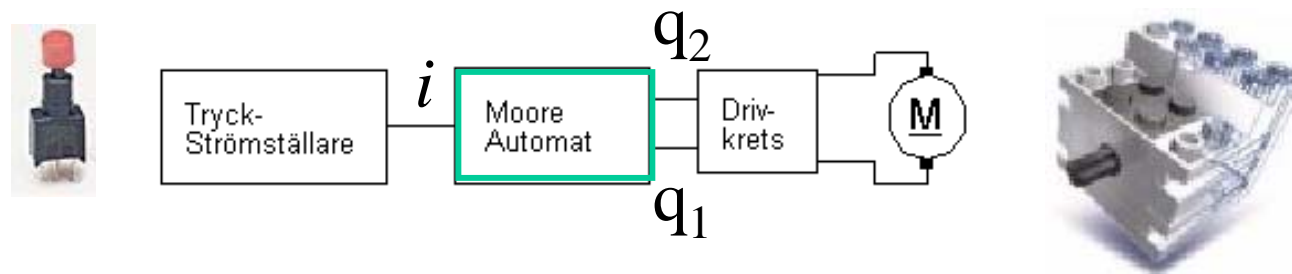 Tryck-
Strömställare
i
Moore
Automat
q2
q1
Driv-
krets
M